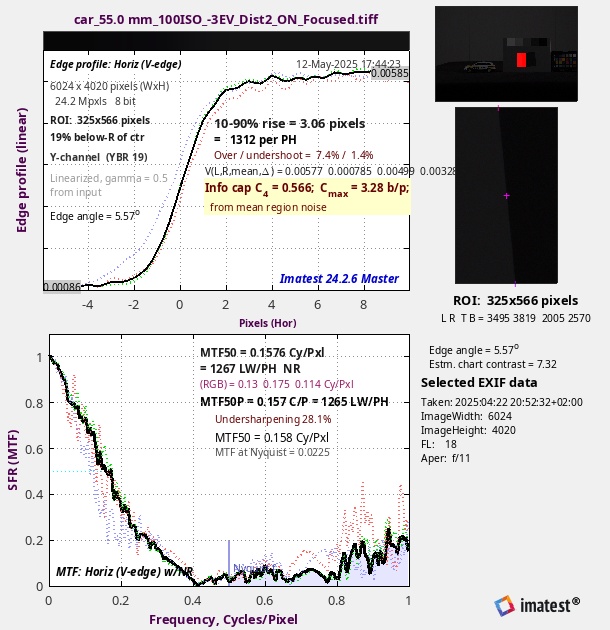 car_55.0 mm_100ISO_-3EV_Dist2_ON_Focused.tiff
Edge profile: Horiz (V-edge)
12-May-2025 17:44:23
0.00585
6024 x 4020 pixels (WxH)
24.2 Mpxls 8 bit
ROI: 325x566 pixels
19% below-R of ctr
Y-channel (YBR 19)
Linearized, gamma = 0.5
from input
Edge angle = 5.57°
10-90% rise = 3.06 pixels
= 1312 per PH
Over / undershoot = 7.4% / 1.4%
V(L,R,mean,Δ) = 0.00577 0.000785 0.00499 0.00328
Info cap C4 = 0.566; Cmax = 3.28 b/p;
from mean region noise
Edge profile (linear)
0.00086
Imatest 24.2.6 Master
-4 -2 0 2 4 6 8
Pixels (Hor)
ROI: 325x566 pixels
L R T B = 3495 3819 2005 2570
Edge angle = 5.57°
Estm. chart contrast = 7.32
Selected EXIF data
Taken: 2025:04:22 20:52:32+02:00
ImageWidth: 6024
ImageHeight: 4020
FL: 18
Aper: f/11
MTF50 = 0.1576 Cy/Pxl
= 1267 LW/PH NR
(RGB) = 0.13 0.175 0.114 Cy/Pxl
MTF50P = 0.157 C/P = 1265 LW/PH
Undersharpening 28.1%
MTF50 = 0.158 Cy/Pxl
MTF at Nyquist = 0.0225
SFR (MTF)
1
0.8
0.6
0.4
0.2
0
Nyquist
MTF: Horiz (V-edge) w/NR
0 0.2 0.4 0.6 0.8 1
Frequency, Cycles/Pixel
imatest®